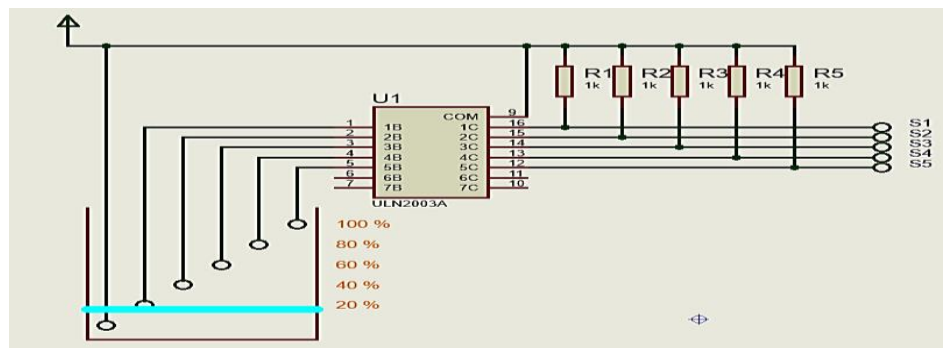 R1 R2 R3 R4 R5
1k 1k 1k 1k 1k
U1
COM 9
1 1B 1C 16 S1
2 2B 2C 15 S2
3 3B 3C 14 S3
4 4B 4C 13 S4
5 5B 5C 12 S5
6 6B 6C 11
7 7B 7C 10
ULN2003A
100 %
80 %
60 %
40 %
20 %